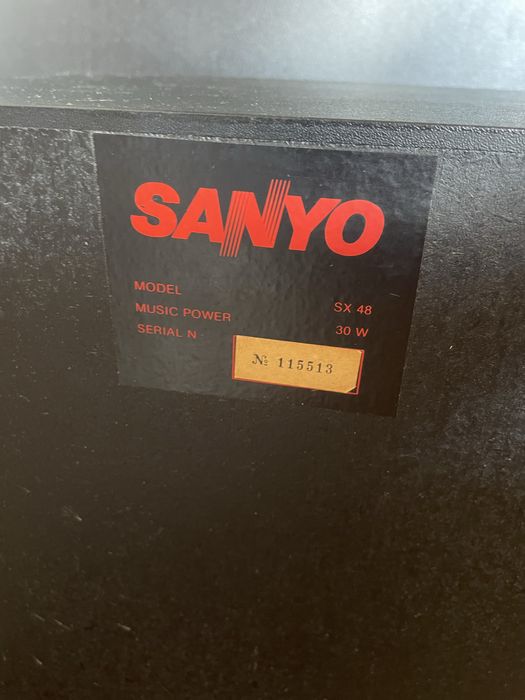 SANYO
MODEL SX 48
MUSIC POWER 30 W
SERIAL N
№ 115513